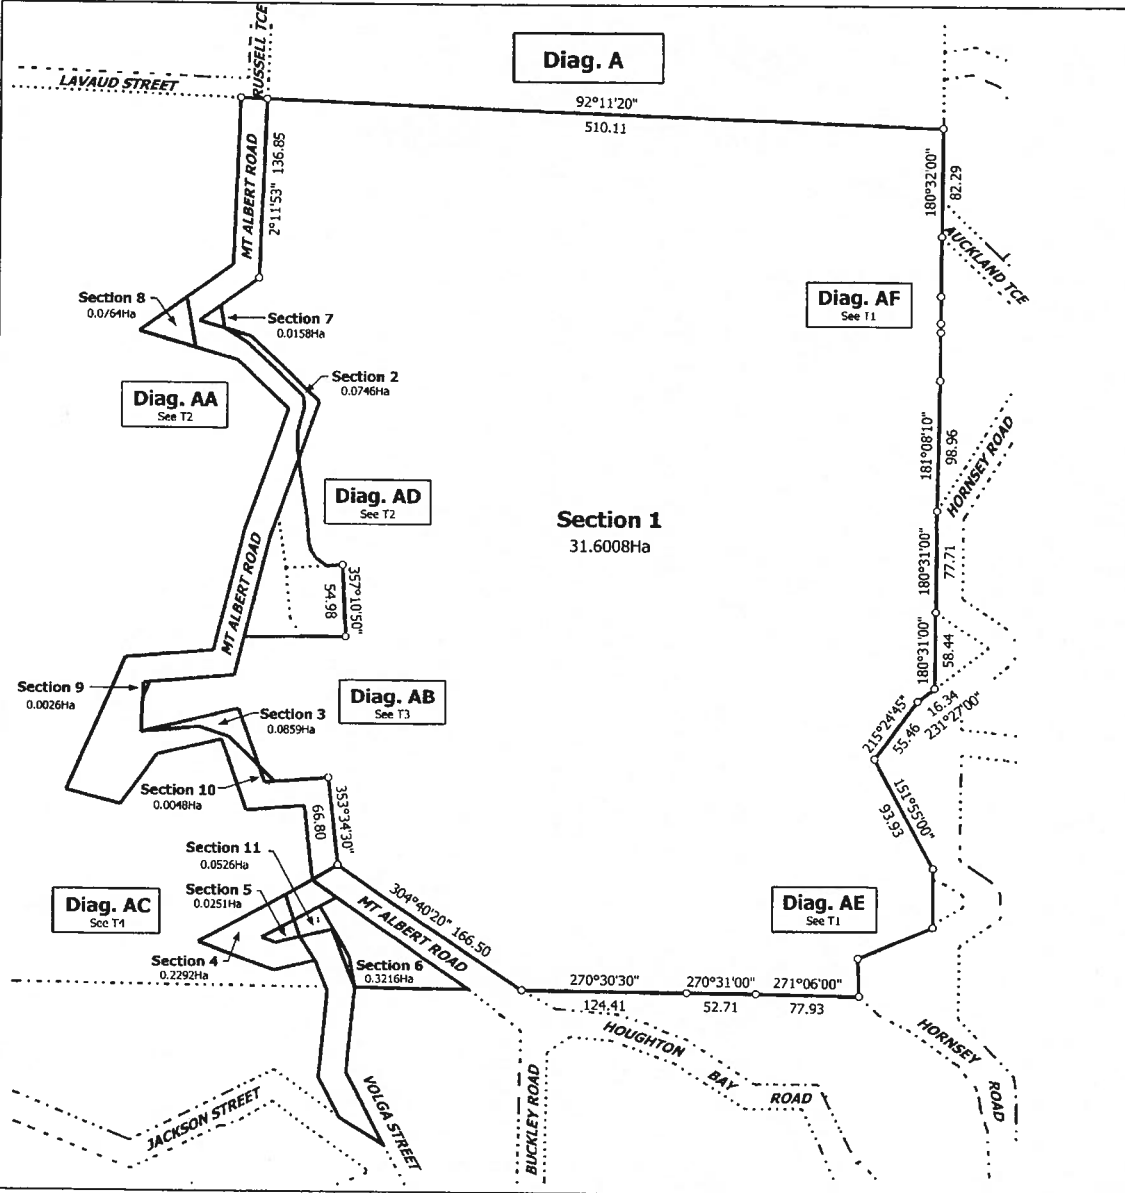 Diag. A
RUSSELL TCE
LAVAUD STREET
92°11'20"
510.11
MT ALBERT ROAD
2°11'53" 136.85
180°32'00"
82.29
AUCKLAND TCE
Section 8
0.0764Ha
Section 7
0.0158Ha
Diag. AF
See T1
Section 2
0.0746Ha
Diag. AA
See T2
181°08'10"
98.96
HORNSEY ROAD
Diag. AD
See T2
Section 1
31.6008Ha
MT ALBERT ROAD
357°10'50"
54.98
180°31'00"
77.71
180°31'00"
58.44
Section 9
0.0026Ha
Diag. AB
See T3
Section 3
0.0859Ha
215°24'45"
55.46
16.34
231°27'00"
Section 10
0.0048Ha
353°34'30"
66.80
151°55'00"
93.93
Section 11
0.0526Ha
Section 5
0.0251Ha
Diag. AC
See T4
304°40'20" 166.50
MT ALBERT ROAD
Diag. AE
See T1
Section 4
0.2292Ha
Section 6
0.3216Ha
270°30'30"
124.41
270°31'00"
52.71
271°06'00"
77.93
HOUGHTON
BAY
ROAD
HORNSEY
ROAD
JACKSON STREET
VOLGA STREET
BUCKLEY ROAD